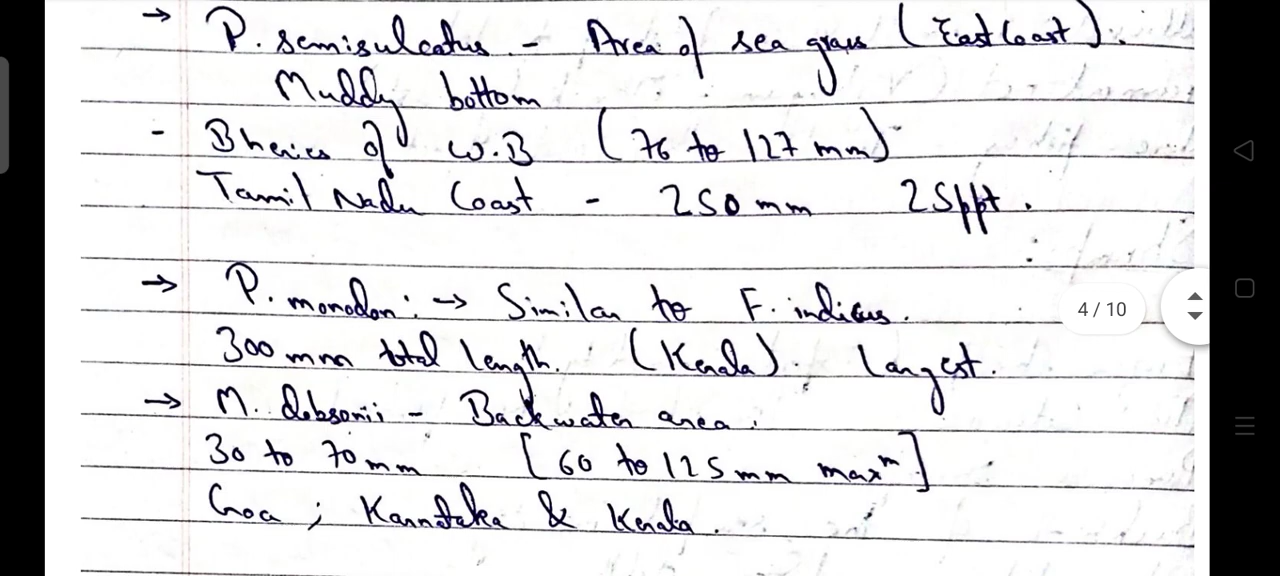 → P. semisulcatus - Area of sea grass (East Coast).
Muddy bottom
- Bheries of W.B (76 to 127 mm)
Tamil Nadu Coast - 250 mm 25ppt.
→ P. monodon: → Similar to F. indicus.
4 / 10
300 mm total length. (Kerala). Largest.
→ M. dobsonii - Backwater area.
30 to 70 mm [60 to 125 mm maxᵐ]
Goa ; Karnataka & Kerala.